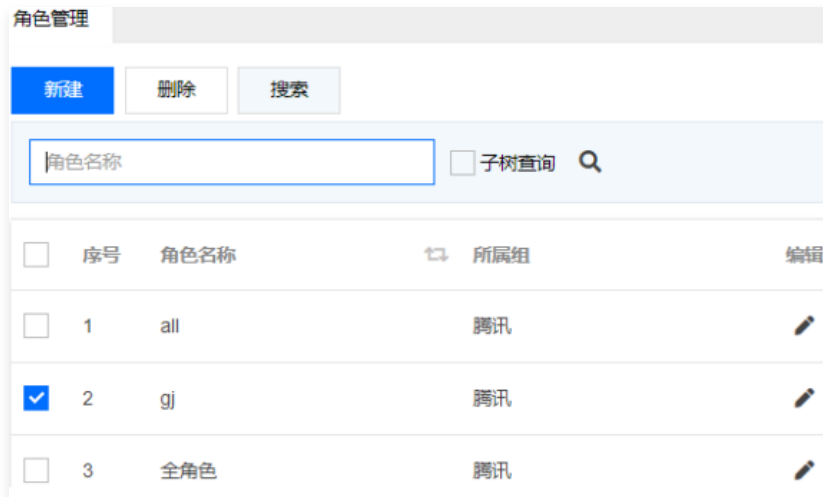 角色管理
新建 删除 搜索
角色名称 子树查询
序号 角色名称 所属组 编辑
1 all 腾讯
2 gj 腾讯
3 全角色 腾讯